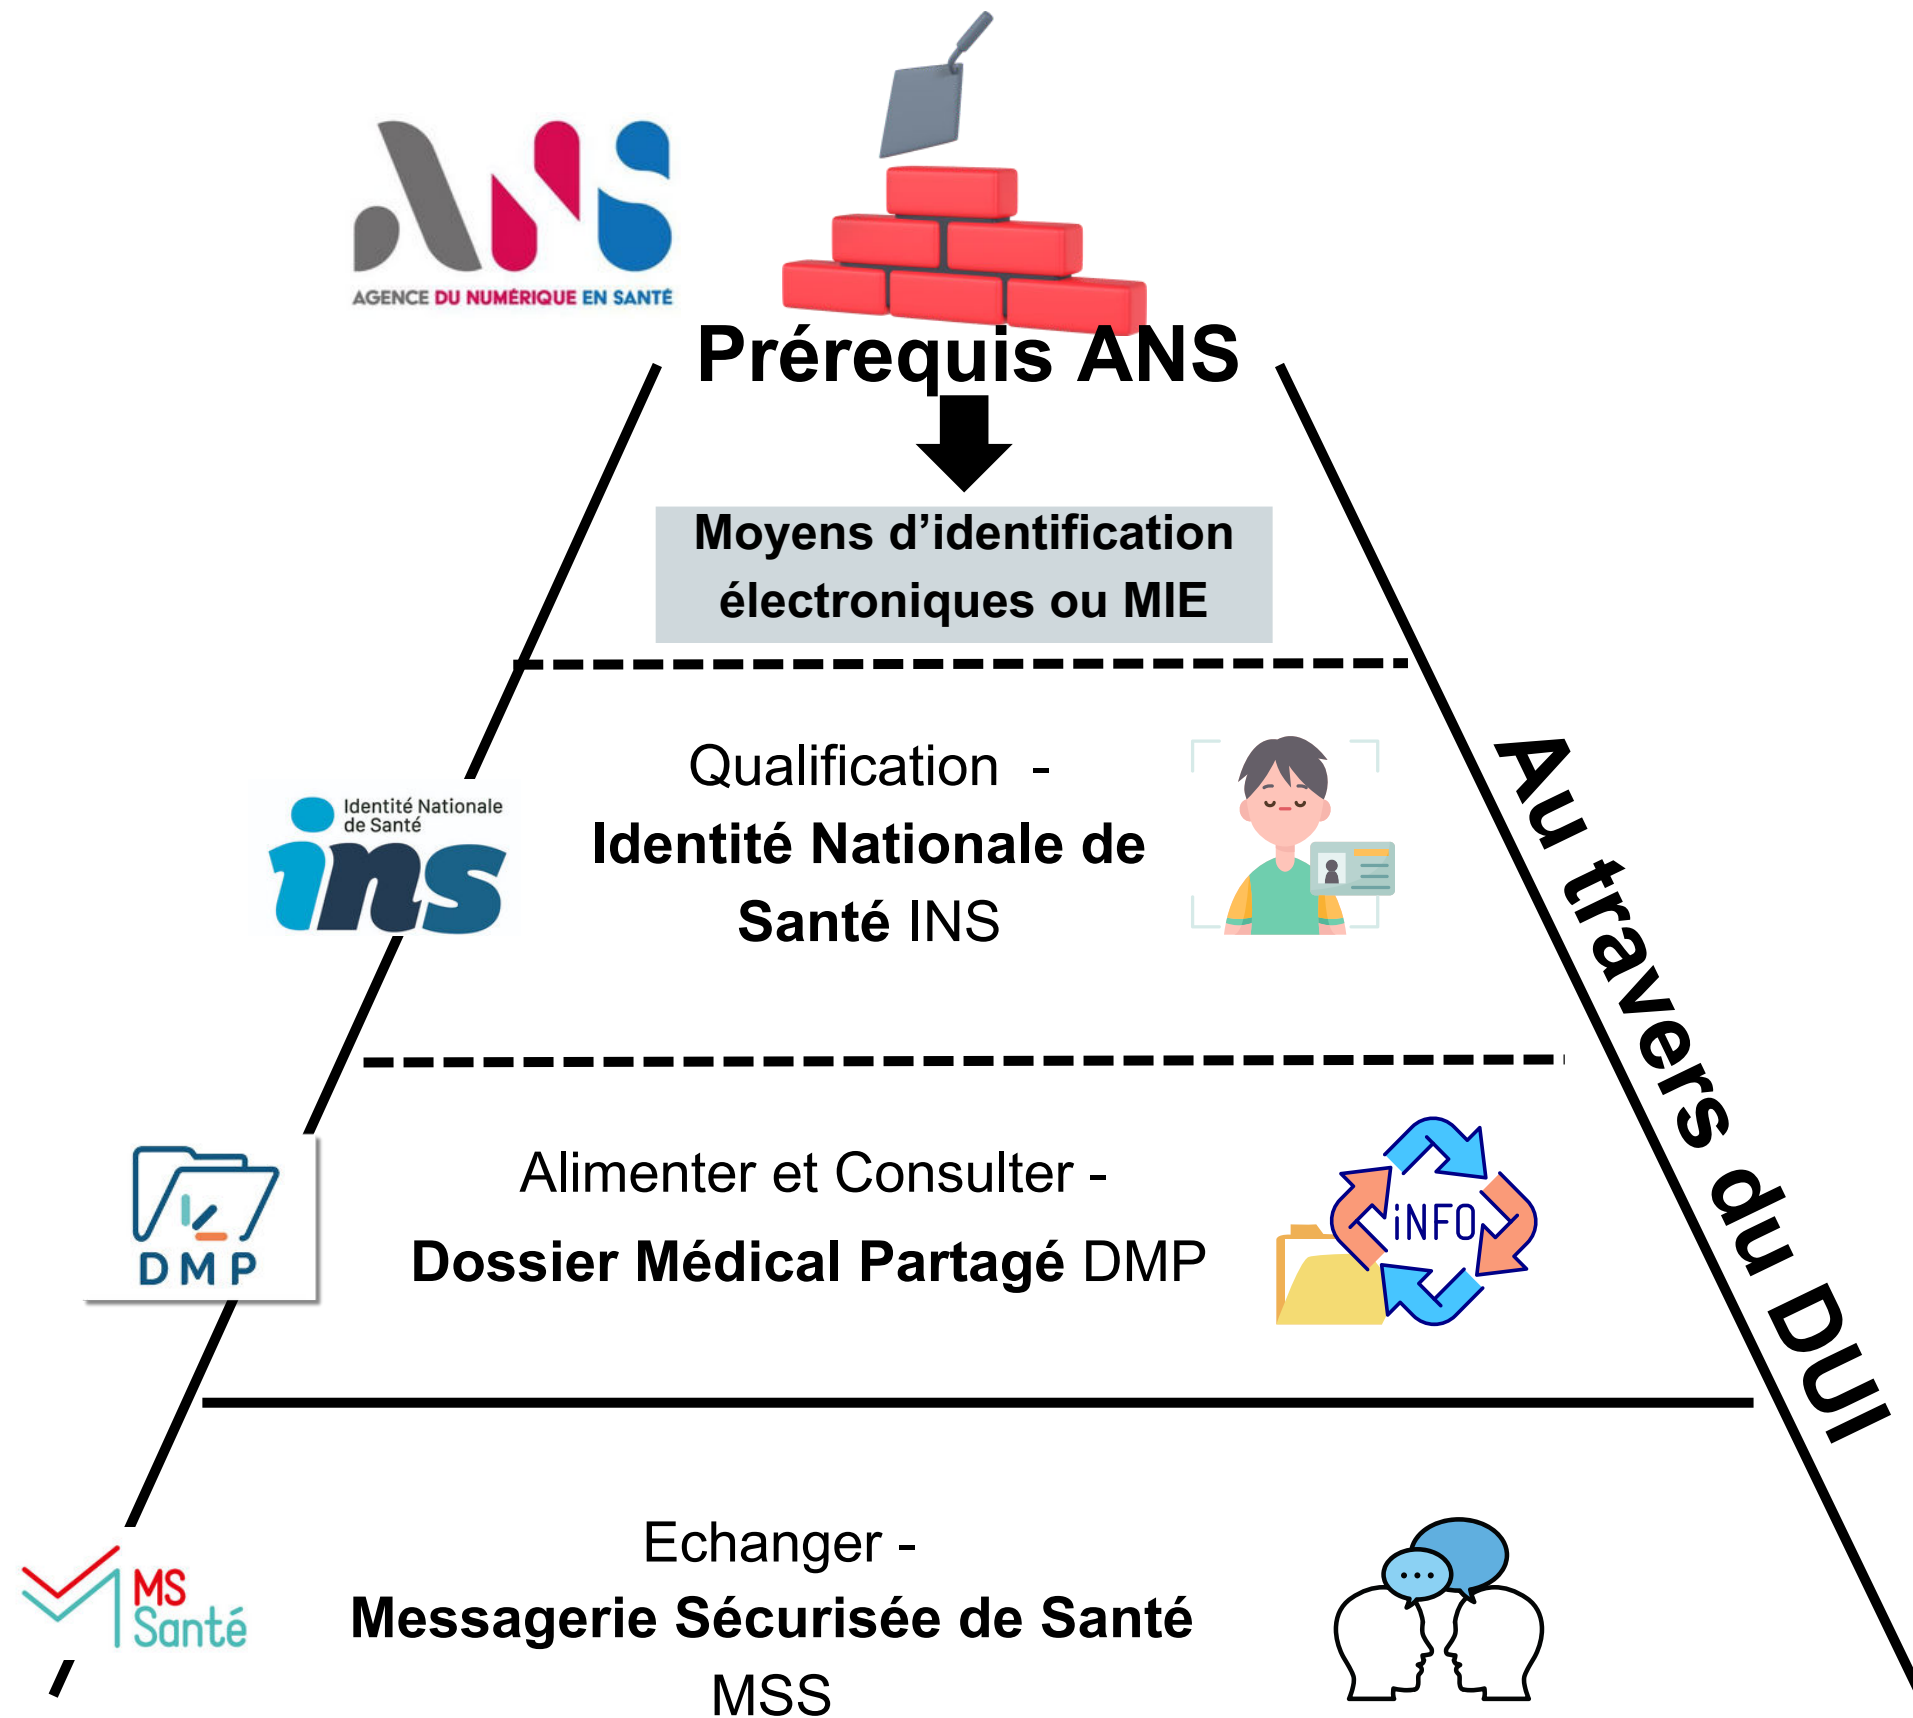 ANS
AGENCE DU NUMÉRIQUE EN SANTÉ
Prérequis ANS
Moyens d’identification
électroniques ou MIE
Identité Nationale
de Santé
ins
Qualification -
Identité Nationale de
Santé INS
Au travers du DUI
DMP
Alimenter et Consulter -
Dossier Médical Partagé DMP
iNFO
MS
Santé
Echanger -
Messagerie Sécurisée de Santé
MSS